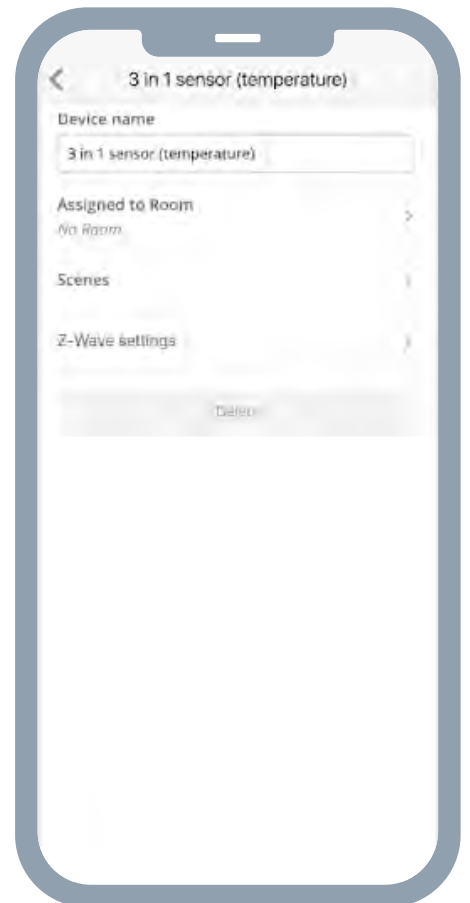 3 in 1 sensor (temperature)
Device name
3 in 1 sensor (temperature)
Assigned to Room
No Room
Scenes
Z-Wave settings
Delete